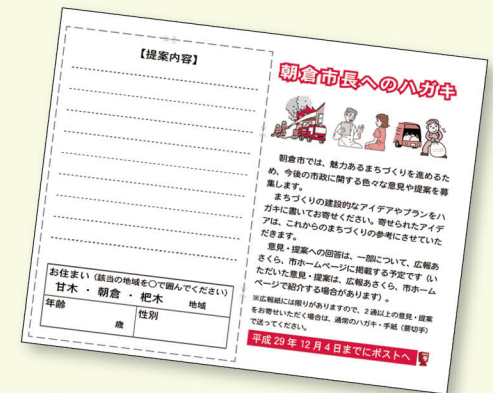 【提案内容】
お住まい（該当の地域を○で囲んでください）
甘木 ・ 朝倉 ・ 杷木 地域
年齢
歳
性別
朝倉市長へのハガキ
朝倉市では、魅力あるまちづくりを進めるた
め、今後の市政に関する色々な意見や提案を募
集します。
まちづくりの建設的なアイデアやプランをハ
ガキに書いてお寄せください。寄せられたアイデ
アは、これからのまちづくりの参考にさせていた
だきます。
意見・提案への回答は、一部について、広報あ
さくら、市ホームページに掲載する予定です（い
ただいた意見・提案は、広報あさくら、市ホーム
ページで紹介する場合があります）。
※広報紙には限りがありますので、２通以上の意見・提案
をお寄せいただく場合は、通常のハガキ・手紙（要切手）
で送ってください。
平成 29 年 12 月 4 日までにポストへ